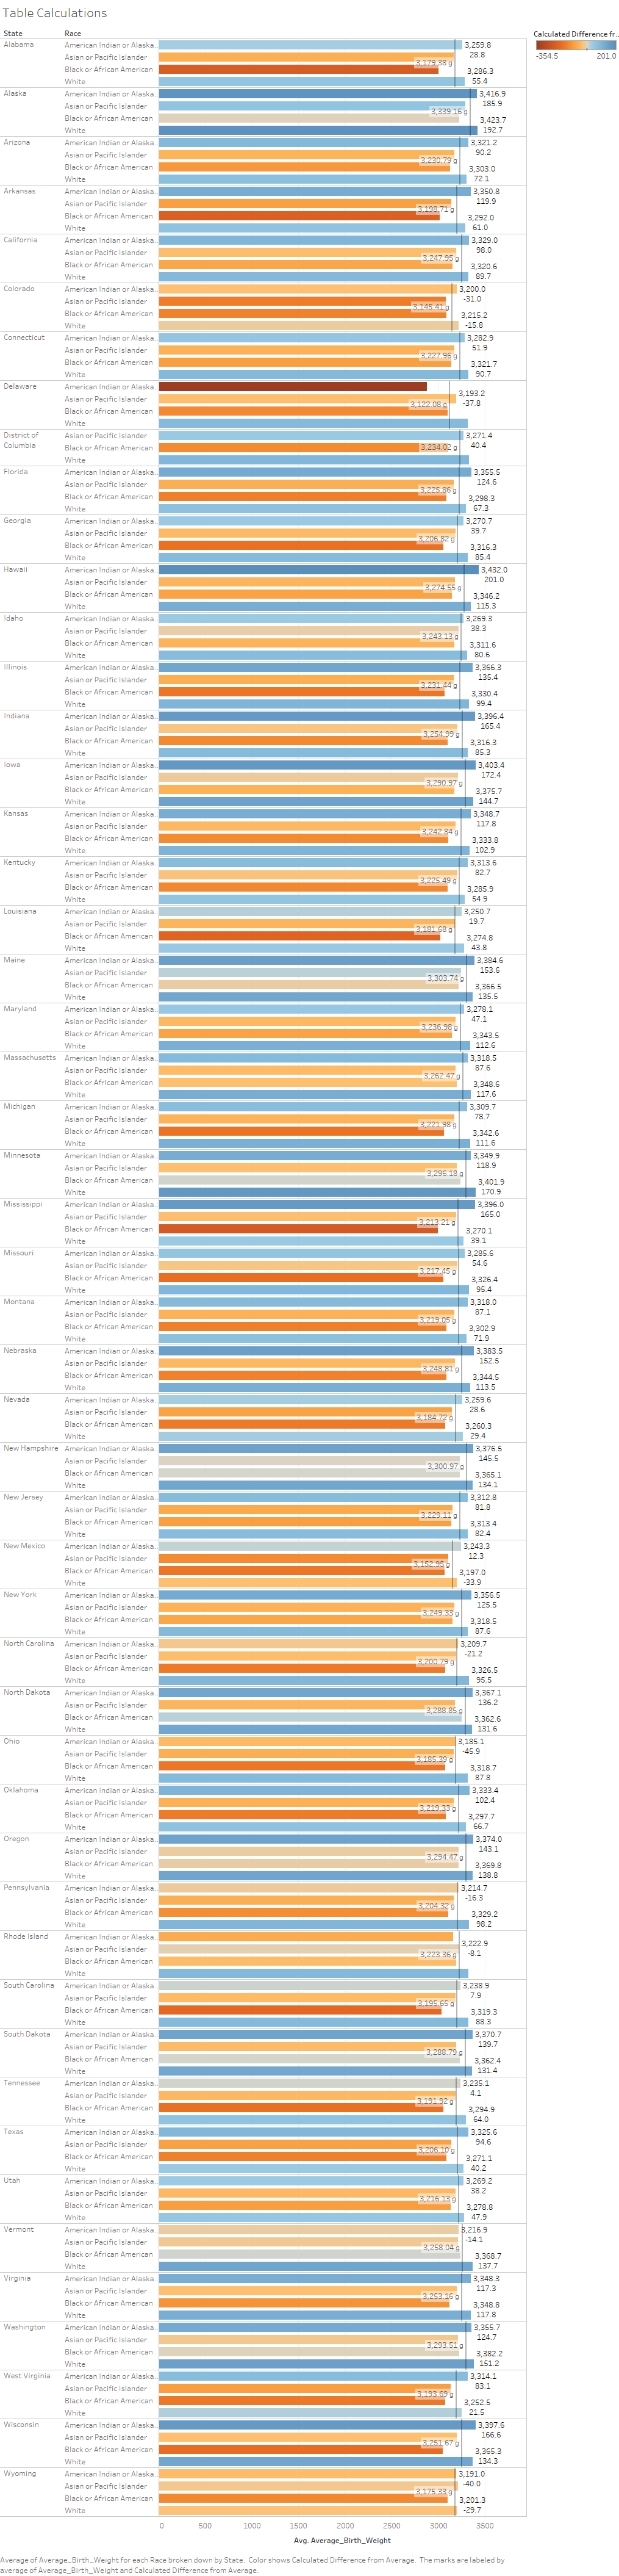 Table Calculations
State Race
Calculated Difference fr..
-354.5 201.0
Alabama American Indian or Alaska.. 3,259.8
Asian or Pacific Islander 28.8
3,179.38 g
Black or African American 3,286.3
White 55.4
Alaska American Indian or Alaska.. 3,416.9
Asian or Pacific Islander 185.9
3,339.16 g
Black or African American 3,423.7
White 192.7
Arizona American Indian or Alaska.. 3,321.2
Asian or Pacific Islander 90.2
3,230.79 g
Black or African American 3,303.0
White 72.1
Arkansas American Indian or Alaska.. 3,350.8
Asian or Pacific Islander 119.9
3,198.71 g
Black or African American 3,292.0
White 61.0
California American Indian or Alaska.. 3,329.0
Asian or Pacific Islander 98.0
3,247.95 g
Black or African American 3,320.6
White 89.7
Colorado American Indian or Alaska.. 3,200.0
Asian or Pacific Islander -31.0
3,145.41 g
Black or African American 3,215.2
White -15.8
Connecticut American Indian or Alaska.. 3,282.9
Asian or Pacific Islander 51.9
3,227.96 g
Black or African American 3,321.7
White 90.7
Delaware American Indian or Alaska.. 3,193.2
Asian or Pacific Islander -37.8
3,122.08 g
Black or African American
White
District of Columbia Asian or Pacific Islander 3,271.4
Black or African American 40.4
3,234.02 g
White
Florida American Indian or Alaska.. 3,355.5
Asian or Pacific Islander 124.6
3,225.86 g
Black or African American 3,298.3
White 67.3
Georgia American Indian or Alaska.. 3,270.7
Asian or Pacific Islander 39.7
3,206.82 g
Black or African American 3,316.3
White 85.4
Hawaii American Indian or Alaska.. 3,432.0
Asian or Pacific Islander 201.0
3,274.55 g
Black or African American 3,346.2
White 115.3
Idaho American Indian or Alaska.. 3,269.3
Asian or Pacific Islander 38.3
3,243.13 g
Black or African American 3,311.6
White 80.6
Illinois American Indian or Alaska.. 3,366.3
Asian or Pacific Islander 135.4
3,231.44 g
Black or African American 3,330.4
White 99.4
Indiana American Indian or Alaska.. 3,396.4
Asian or Pacific Islander 165.4
3,254.99 g
Black or African American 3,316.3
White 85.3
Iowa American Indian or Alaska.. 3,403.4
Asian or Pacific Islander 172.4
3,290.97 g
Black or African American 3,375.7
White 144.7
Kansas American Indian or Alaska.. 3,348.7
Asian or Pacific Islander 117.8
3,242.84 g
Black or African American 3,333.8
White 102.9
Kentucky American Indian or Alaska.. 3,313.6
Asian or Pacific Islander 82.7
3,225.49 g
Black or African American 3,285.9
White 54.9
Louisiana American Indian or Alaska.. 3,250.7
Asian or Pacific Islander 19.7
3,181.68 g
Black or African American 3,274.8
White 43.8
Maine American Indian or Alaska.. 3,384.6
Asian or Pacific Islander 153.6
3,303.74 g
Black or African American 3,366.5
White 135.5
Maryland American Indian or Alaska.. 3,278.1
Asian or Pacific Islander 47.1
3,236.98 g
Black or African American 3,343.5
White 112.6
Massachusetts American Indian or Alaska.. 3,318.5
Asian or Pacific Islander 87.6
3,262.47 g
Black or African American 3,348.6
White 117.6
Michigan American Indian or Alaska.. 3,309.7
Asian or Pacific Islander 78.7
3,221.98 g
Black or African American 3,342.6
White 111.6
Minnesota American Indian or Alaska.. 3,349.9
Asian or Pacific Islander 118.9
3,296.18 g
Black or African American 3,401.9
White 170.9
Mississippi American Indian or Alaska.. 3,396.0
Asian or Pacific Islander 165.0
3,213.21 g
Black or African American 3,270.1
White 39.1
Missouri American Indian or Alaska.. 3,285.6
Asian or Pacific Islander 54.6
3,217.45 g
Black or African American 3,326.4
White 95.4
Montana American Indian or Alaska.. 3,318.0
Asian or Pacific Islander 87.1
3,219.05 g
Black or African American 3,302.9
White 71.9
Nebraska American Indian or Alaska.. 3,383.5
Asian or Pacific Islander 152.5
3,248.81 g
Black or African American 3,344.5
White 113.5
Nevada American Indian or Alaska.. 3,259.6
Asian or Pacific Islander 28.6
3,184.72 g
Black or African American 3,260.3
White 29.4
New Hampshire American Indian or Alaska.. 3,376.5
Asian or Pacific Islander 145.5
3,300.97 g
Black or African American 3,365.1
White 134.1
New Jersey American Indian or Alaska.. 3,312.8
Asian or Pacific Islander 81.8
3,229.11 g
Black or African American 3,313.4
White 82.4
New Mexico American Indian or Alaska.. 3,243.3
Asian or Pacific Islander 12.3
3,152.95 g
Black or African American 3,197.0
White -33.9
New York American Indian or Alaska.. 3,356.5
Asian or Pacific Islander 125.5
3,249.33 g
Black or African American 3,318.5
White 87.6
North Carolina American Indian or Alaska.. 3,209.7
Asian or Pacific Islander -21.2
3,200.79 g
Black or African American 3,326.5
White 95.5
North Dakota American Indian or Alaska.. 3,367.1
Asian or Pacific Islander 136.2
3,288.85 g
Black or African American 3,362.6
White 131.6
Ohio American Indian or Alaska.. 3,185.1
Asian or Pacific Islander -45.9
3,185.39 g
Black or African American 3,318.7
White 87.8
Oklahoma American Indian or Alaska.. 3,333.4
Asian or Pacific Islander 102.4
3,219.33 g
Black or African American 3,297.7
White 66.7
Oregon American Indian or Alaska.. 3,374.0
Asian or Pacific Islander 143.1
3,294.47 g
Black or African American 3,369.8
White 138.8
Pennsylvania American Indian or Alaska.. 3,214.7
Asian or Pacific Islander -16.3
3,204.32 g
Black or African American 3,329.2
White 98.2
Rhode Island American Indian or Alaska.. 3,222.9
Asian or Pacific Islander -8.1
3,223.36 g
Black or African American
White
South Carolina American Indian or Alaska.. 3,238.9
Asian or Pacific Islander 7.9
3,195.65 g
Black or African American 3,319.3
White 88.3
South Dakota American Indian or Alaska.. 3,370.7
Asian or Pacific Islander 139.7
3,288.79 g
Black or African American 3,362.4
White 131.4
Tennessee American Indian or Alaska.. 3,235.1
Asian or Pacific Islander 4.1
3,191.92 g
Black or African American 3,294.9
White 64.0
Texas American Indian or Alaska.. 3,325.6
Asian or Pacific Islander 94.6
3,206.10 g
Black or African American 3,271.1
White 40.2
Utah American Indian or Alaska.. 3,269.2
Asian or Pacific Islander 38.2
3,216.13 g
Black or African American 3,278.8
White 47.9
Vermont American Indian or Alaska.. 3,216.9
Asian or Pacific Islander -14.1
3,258.04 g
Black or African American 3,368.7
White 137.7
Virginia American Indian or Alaska.. 3,348.3
Asian or Pacific Islander 117.3
3,253.16 g
Black or African American 3,348.8
White 117.8
Washington American Indian or Alaska.. 3,355.7
Asian or Pacific Islander 124.7
3,293.51 g
Black or African American 3,382.2
White 151.2
West Virginia American Indian or Alaska.. 3,314.1
Asian or Pacific Islander 83.1
3,193.69 g
Black or African American 3,252.5
White 21.5
Wisconsin American Indian or Alaska.. 3,397.6
Asian or Pacific Islander 166.6
3,251.67 g
Black or African American 3,365.3
White 134.3
Wyoming American Indian or Alaska.. 3,191.0
Asian or Pacific Islander -40.0
3,175.33 g
Black or African American 3,201.3
White -29.7
0 500 1000 1500 2000 2500 3000 3500
Avg. Average_Birth_Weight
Average of Average_Birth_Weight for each Race broken down by State. Color shows Calculated Difference from Average. The marks are labeled by
average of Average_Birth_Weight and Calculated Difference from Average.